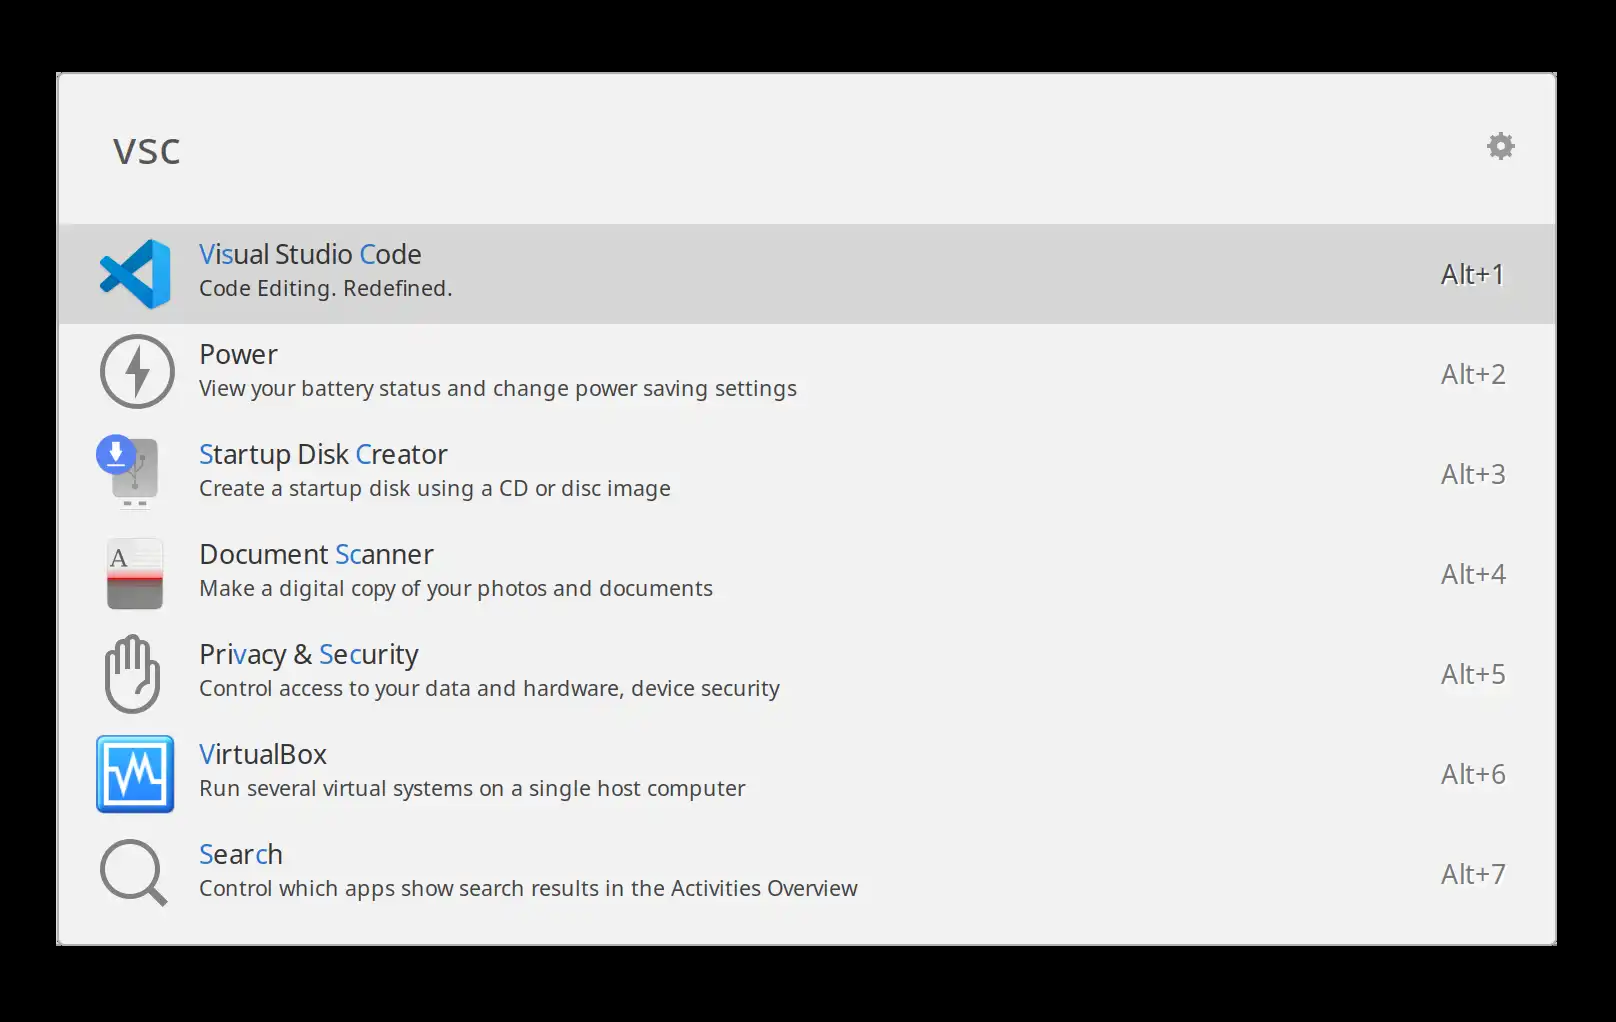 vsc
Visual Studio Code
Code Editing. Redefined.
Alt+1
Power
View your battery status and change power saving settings
Alt+2
Startup Disk Creator
Create a startup disk using a CD or disc image
Alt+3
A
Document Scanner
Make a digital copy of your photos and documents
Alt+4
Privacy & Security
Control access to your data and hardware, device security
Alt+5
VirtualBox
Run several virtual systems on a single host computer
Alt+6
Search
Control which apps show search results in the Activities Overview
Alt+7